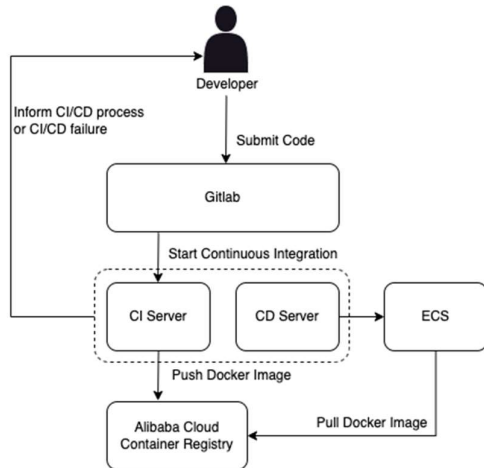 Developer
Inform CI/CD process
or CI/CD failure
Submit Code
Gitlab
Start Continuous Integration
CI Server
CD Server
ECS
Push Docker Image
Pull Docker Image
Alibaba Cloud
Container Registry